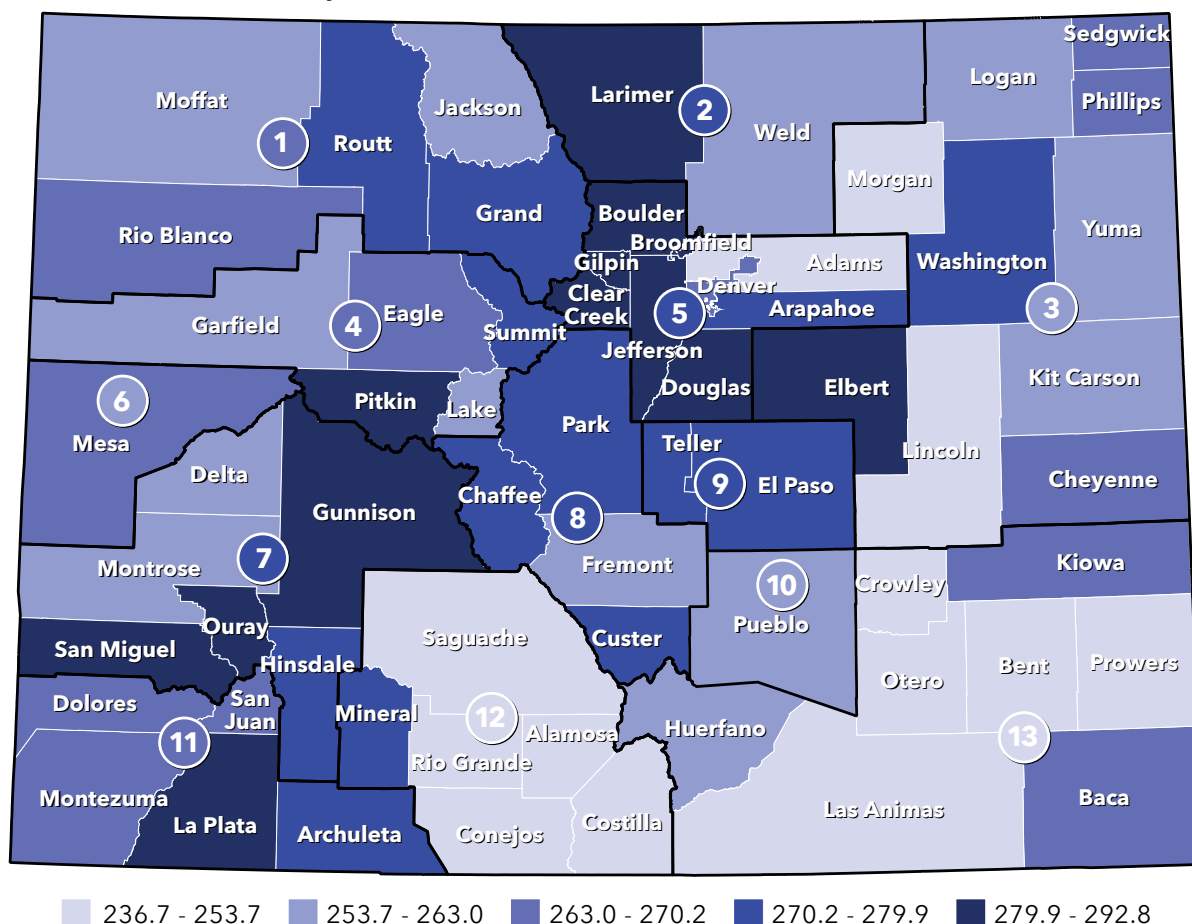 Sedgwick
Moffat
Jackson
Larimer
Logan
Phillips
1
Routt
2
Weld
Morgan
Rio Blanco
Grand
Boulder
Yuma
Broomfield
Gilpin
Adams
Washington
Clear
Creek
Denver
Garfield
4
Eagle
5
Arapahoe
3
Summit
Jefferson
6
Pitkin
Lake
Douglas
Elbert
Kit Carson
Mesa
Park
Teller
Lincoln
Delta
Chaffee
9
El Paso
Cheyenne
Gunnison
8
7
Montrose
Fremont
10
Crowley
Kiowa
Ouray
Saguache
Custer
Pueblo
San Miguel
Hinsdale
Otero
Bent
Prowers
Dolores
San
Juan
Mineral
12
Alamosa
Huerfano
11
Rio Grande
13
Montezuma
La Plata
Archuleta
Conejos
Costilla
Las Animas
Baca
236.7 - 253.7 253.7 - 263.0 263.0 - 270.2 270.2 - 279.9 279.9 - 292.8